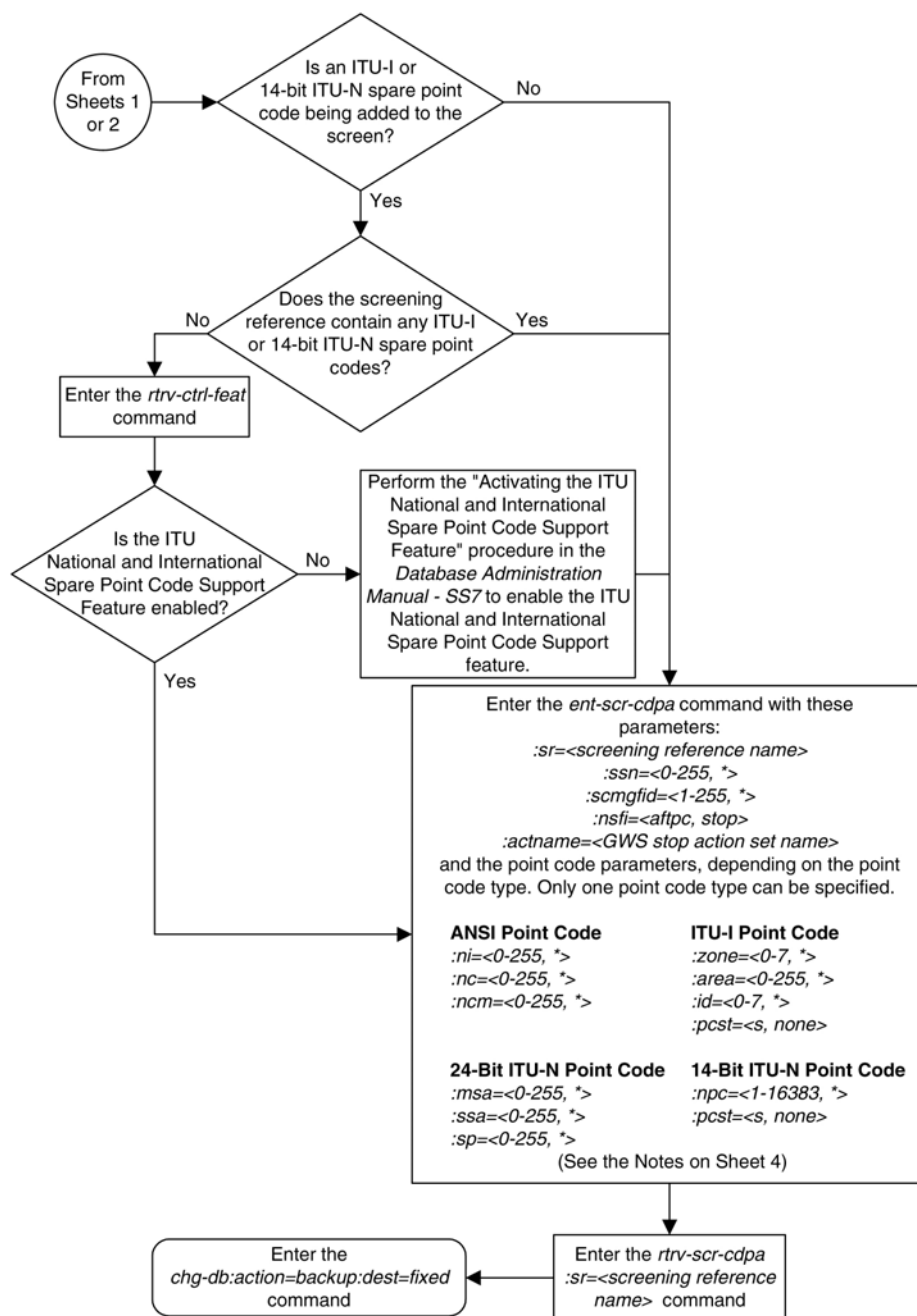 From
Sheets 1
or 2
Is an ITU-I or
14-bit ITU-N spare point
code being added to the
screen?
No
Yes
Does the screening
reference contain any ITU-I
or 14-bit ITU-N spare point
codes?
No
Yes
Enter the rtrv-ctrl-feat
command
Is the ITU
National and International
Spare Point Code Support
Feature enabled?
No
Yes
Perform the "Activating the ITU
National and International
Spare Point Code Support
Feature" procedure in the
Database Administration
Manual - SS7 to enable the ITU
National and International
Spare Point Code Support
feature.
Enter the ent-scr-cdpa command with these
parameters:
:sr=<screening reference name>
:ssn=<0-255, *>
:scmgfid=<1-255, *>
:nsfi=<aftpc, stop>
:actname=<GWS stop action set name>
and the point code parameters, depending on the point
code type. Only one point code type can be specified.
ANSI Point Code
:ni=<0-255, *>
:nc=<0-255, *>
:ncm=<0-255, *>
ITU-I Point Code
:zone=<0-7, *>
:area=<0-255, *>
:id=<0-7, *>
:pcst=<s, none>
24-Bit ITU-N Point Code
:msa=<0-255, *>
:ssa=<0-255, *>
:sp=<0-255, *>
14-Bit ITU-N Point Code
:npc=<1-16383, *>
:pcst=<s, none>
(See the Notes on Sheet 4)
Enter the rtrv-scr-cdpa
:sr=<screening reference
name> command
Enter the
chg-db:action=backup:dest=fixed
command